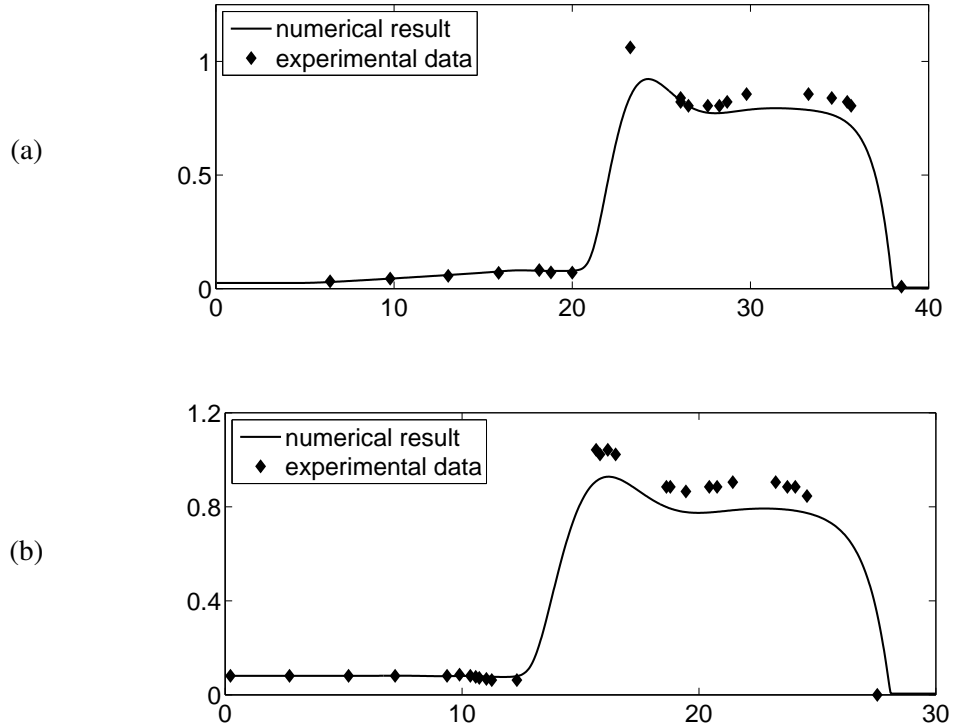 (a)
numerical result
experimental data
1
0.5
0
0 10 20 30 40
(b)
numerical result
experimental data
1.2
0.8
0.4
0
0 10 20 30